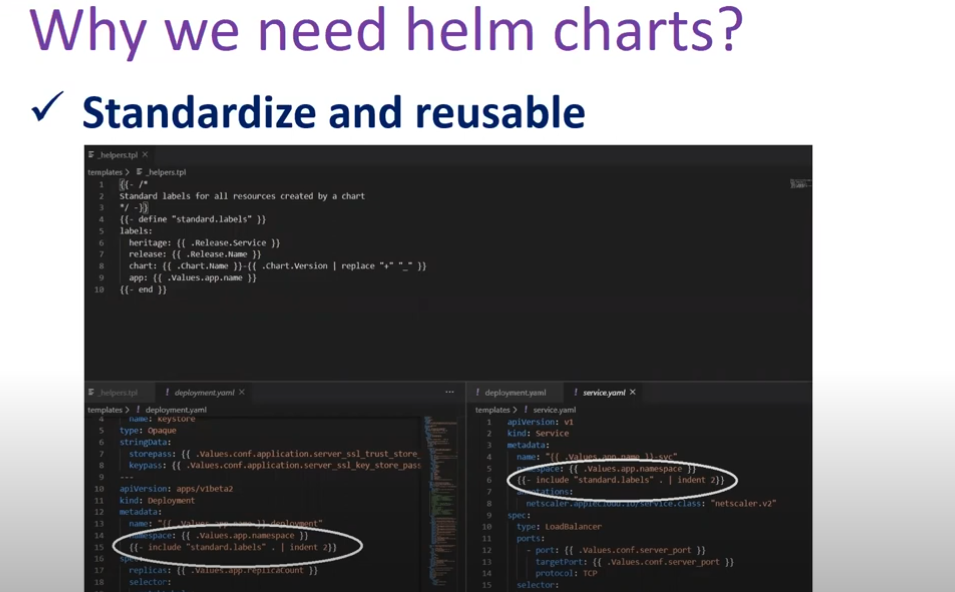 Why we need helm charts?
✓ Standardize and reusable
_helpers.tpl ×
templates > _helpers.tpl
1 {{- /*
2 Standard labels for all resources created by a chart
3 */ -}}
4 {{- define "standard.labels" }}
5 labels:
6 heritage: {{ .Release.Service }}
7 release: {{ .Release.Name }}
8 chart: {{ .Chart.Name }}-{{ .Chart.Version | replace "+" "_" }}
9 app: {{ .Values.app.name }}
10 {{- end }}
_helpers.tpl ! deployment.yaml × ...
templates > ! deployment.yaml
4 name: keystore
5 type: Opaque
6 stringData:
7 storepass: {{ .Values.conf.application.server_ssl_trust_store_
8 keypass: {{ .Values.conf.application.server_ssl_key_store_pass
9 ---
10 apiVersion: apps/v1beta2
11 kind: Deployment
12 metadata:
13 name: "{{ .Values.app.name }}-deployment"
14 namespace: {{ .Values.app.namespace }}
15 {{- include "standard.labels" . | indent 2}}
16 spec:
17 replicas: {{ .Values.app.replicaCount }}
18 selector:
! deployment.yaml ! service.yaml ×
templates > ! service.yaml
1 apiVersion: v1
2 kind: Service
3 metadata:
4 name: "{{ .Values.app.name }}-svc"
5 namespace: {{ .Values.app.namespace }}
6 {{- include "standard.labels" . | indent 2}}
7 annotations:
8 netscaler.applecloud.io/service.class: "netscaler.v2"
9 spec:
10 type: LoadBalancer
11 ports:
12 - port: {{ .Values.conf.server_port }}
13 targetPort: {{ .Values.conf.server_port }}
14 protocol: TCP
15 selector: